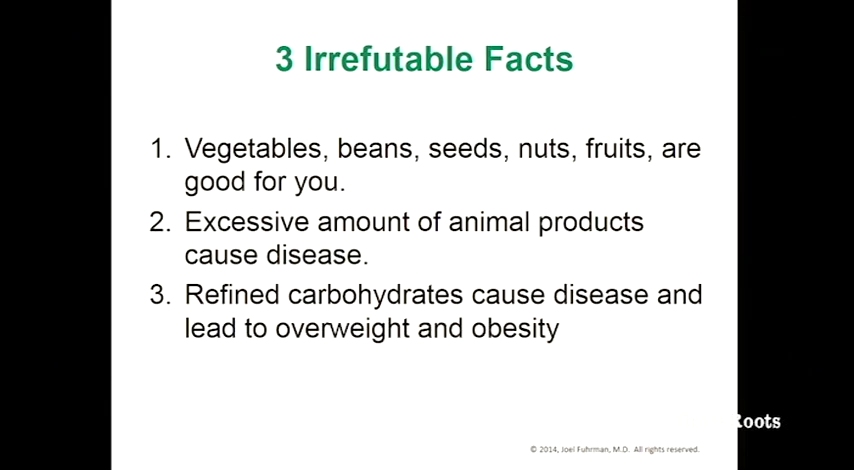 3 Irrefutable Facts
1. Vegetables, beans, seeds, nuts, fruits, are
good for you.
2. Excessive amount of animal products
cause disease.
3. Refined carbohydrates cause disease and
lead to overweight and obesity
© 2014, Joel Fuhrman, M.D. All rights reserved.